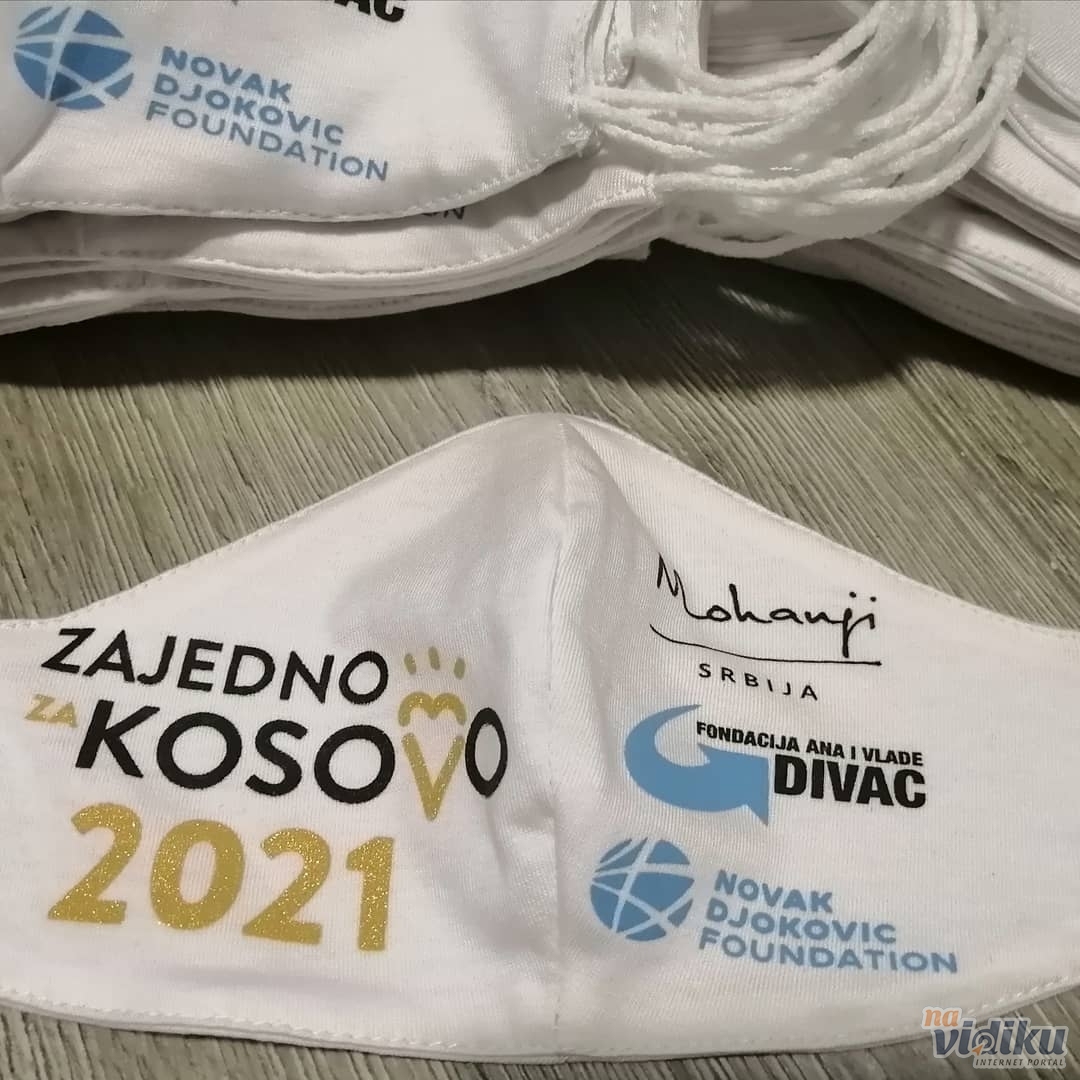 DIVAC
NOVAK
DJOKOVIC
FOUNDATION
ZAJEDNO
ZA KOSOVO
2021
Mohanji
SRBIJA
FONDACIJA ANA I VLADE
DIVAC
NOVAK
DJOKOVIC
FOUNDATION
na
vidiku
INTERNET PORTAL